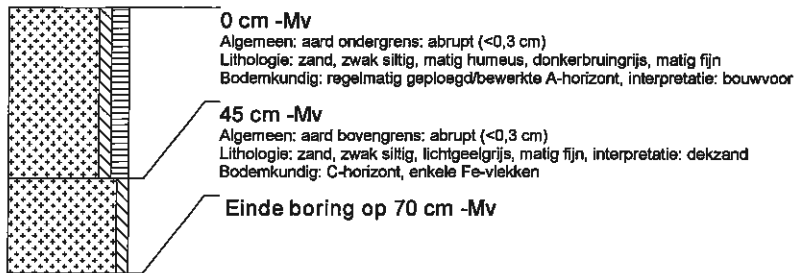 0 cm -Mv
Algemeen: aard ondergrens: abrupt (<0,3 cm)
Lithologie: zand, zwak siltig, matig humeus, donkerbruingrijs, matig fijn
Bodemkundig: regelmatig geploegd/bewerkte A-horizont, interpretatie: bouwvoor
45 cm -Mv
Algemeen: aard bovengrens: abrupt (<0,3 cm)
Lithologie: zand, zwak siltig, lichtgeelgrijs, matig fijn, interpretatie: dekzand
Bodemkundig: C-horizont, enkele Fe-vlekken
Einde boring op 70 cm -Mv